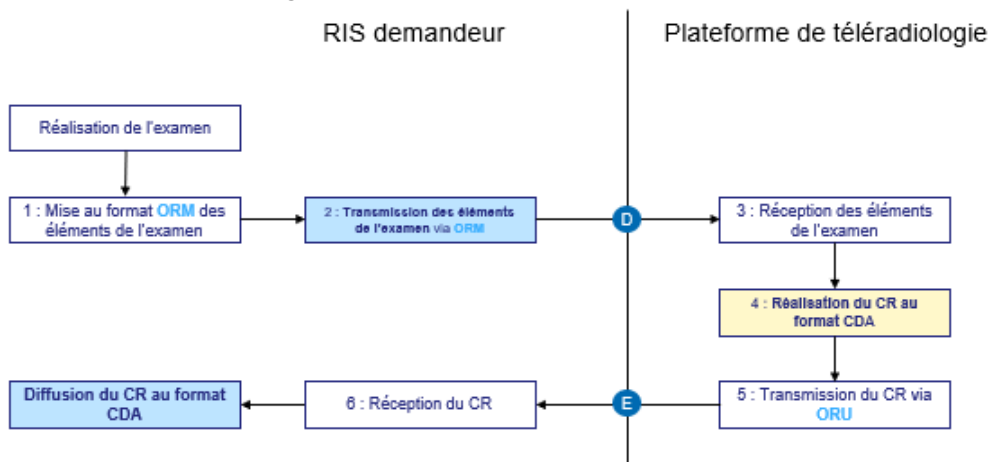 RIS demandeur
Plateforme de téléradiologie
Réalisation de l'examen
1 : Mise au format ORM des
éléments de l'examen
2 : Transmission des éléments
de l'examen via ORM
D
3 : Réception des éléments
de l'examen
4 : Réalisation du CR au
format CDA
Diffusion du CR au format
CDA
6 : Réception du CR
E
5 : Transmission du CR via
ORU